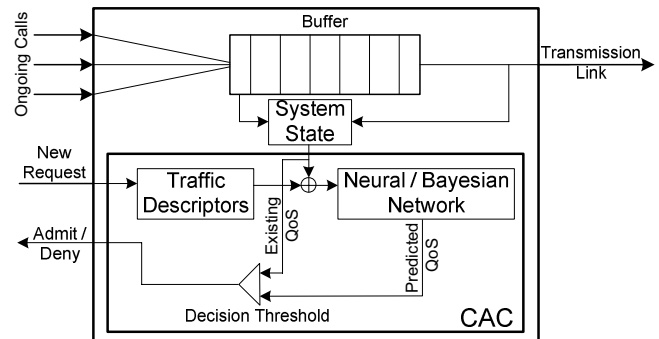 Buffer
Ongoing Calls
Transmission
Link
System
State
New
Request
Traffic
Descriptors
Neural / Bayesian
Network
Existing
QoS
Predicted
QoS
Admit /
Deny
Decision Threshold
CAC